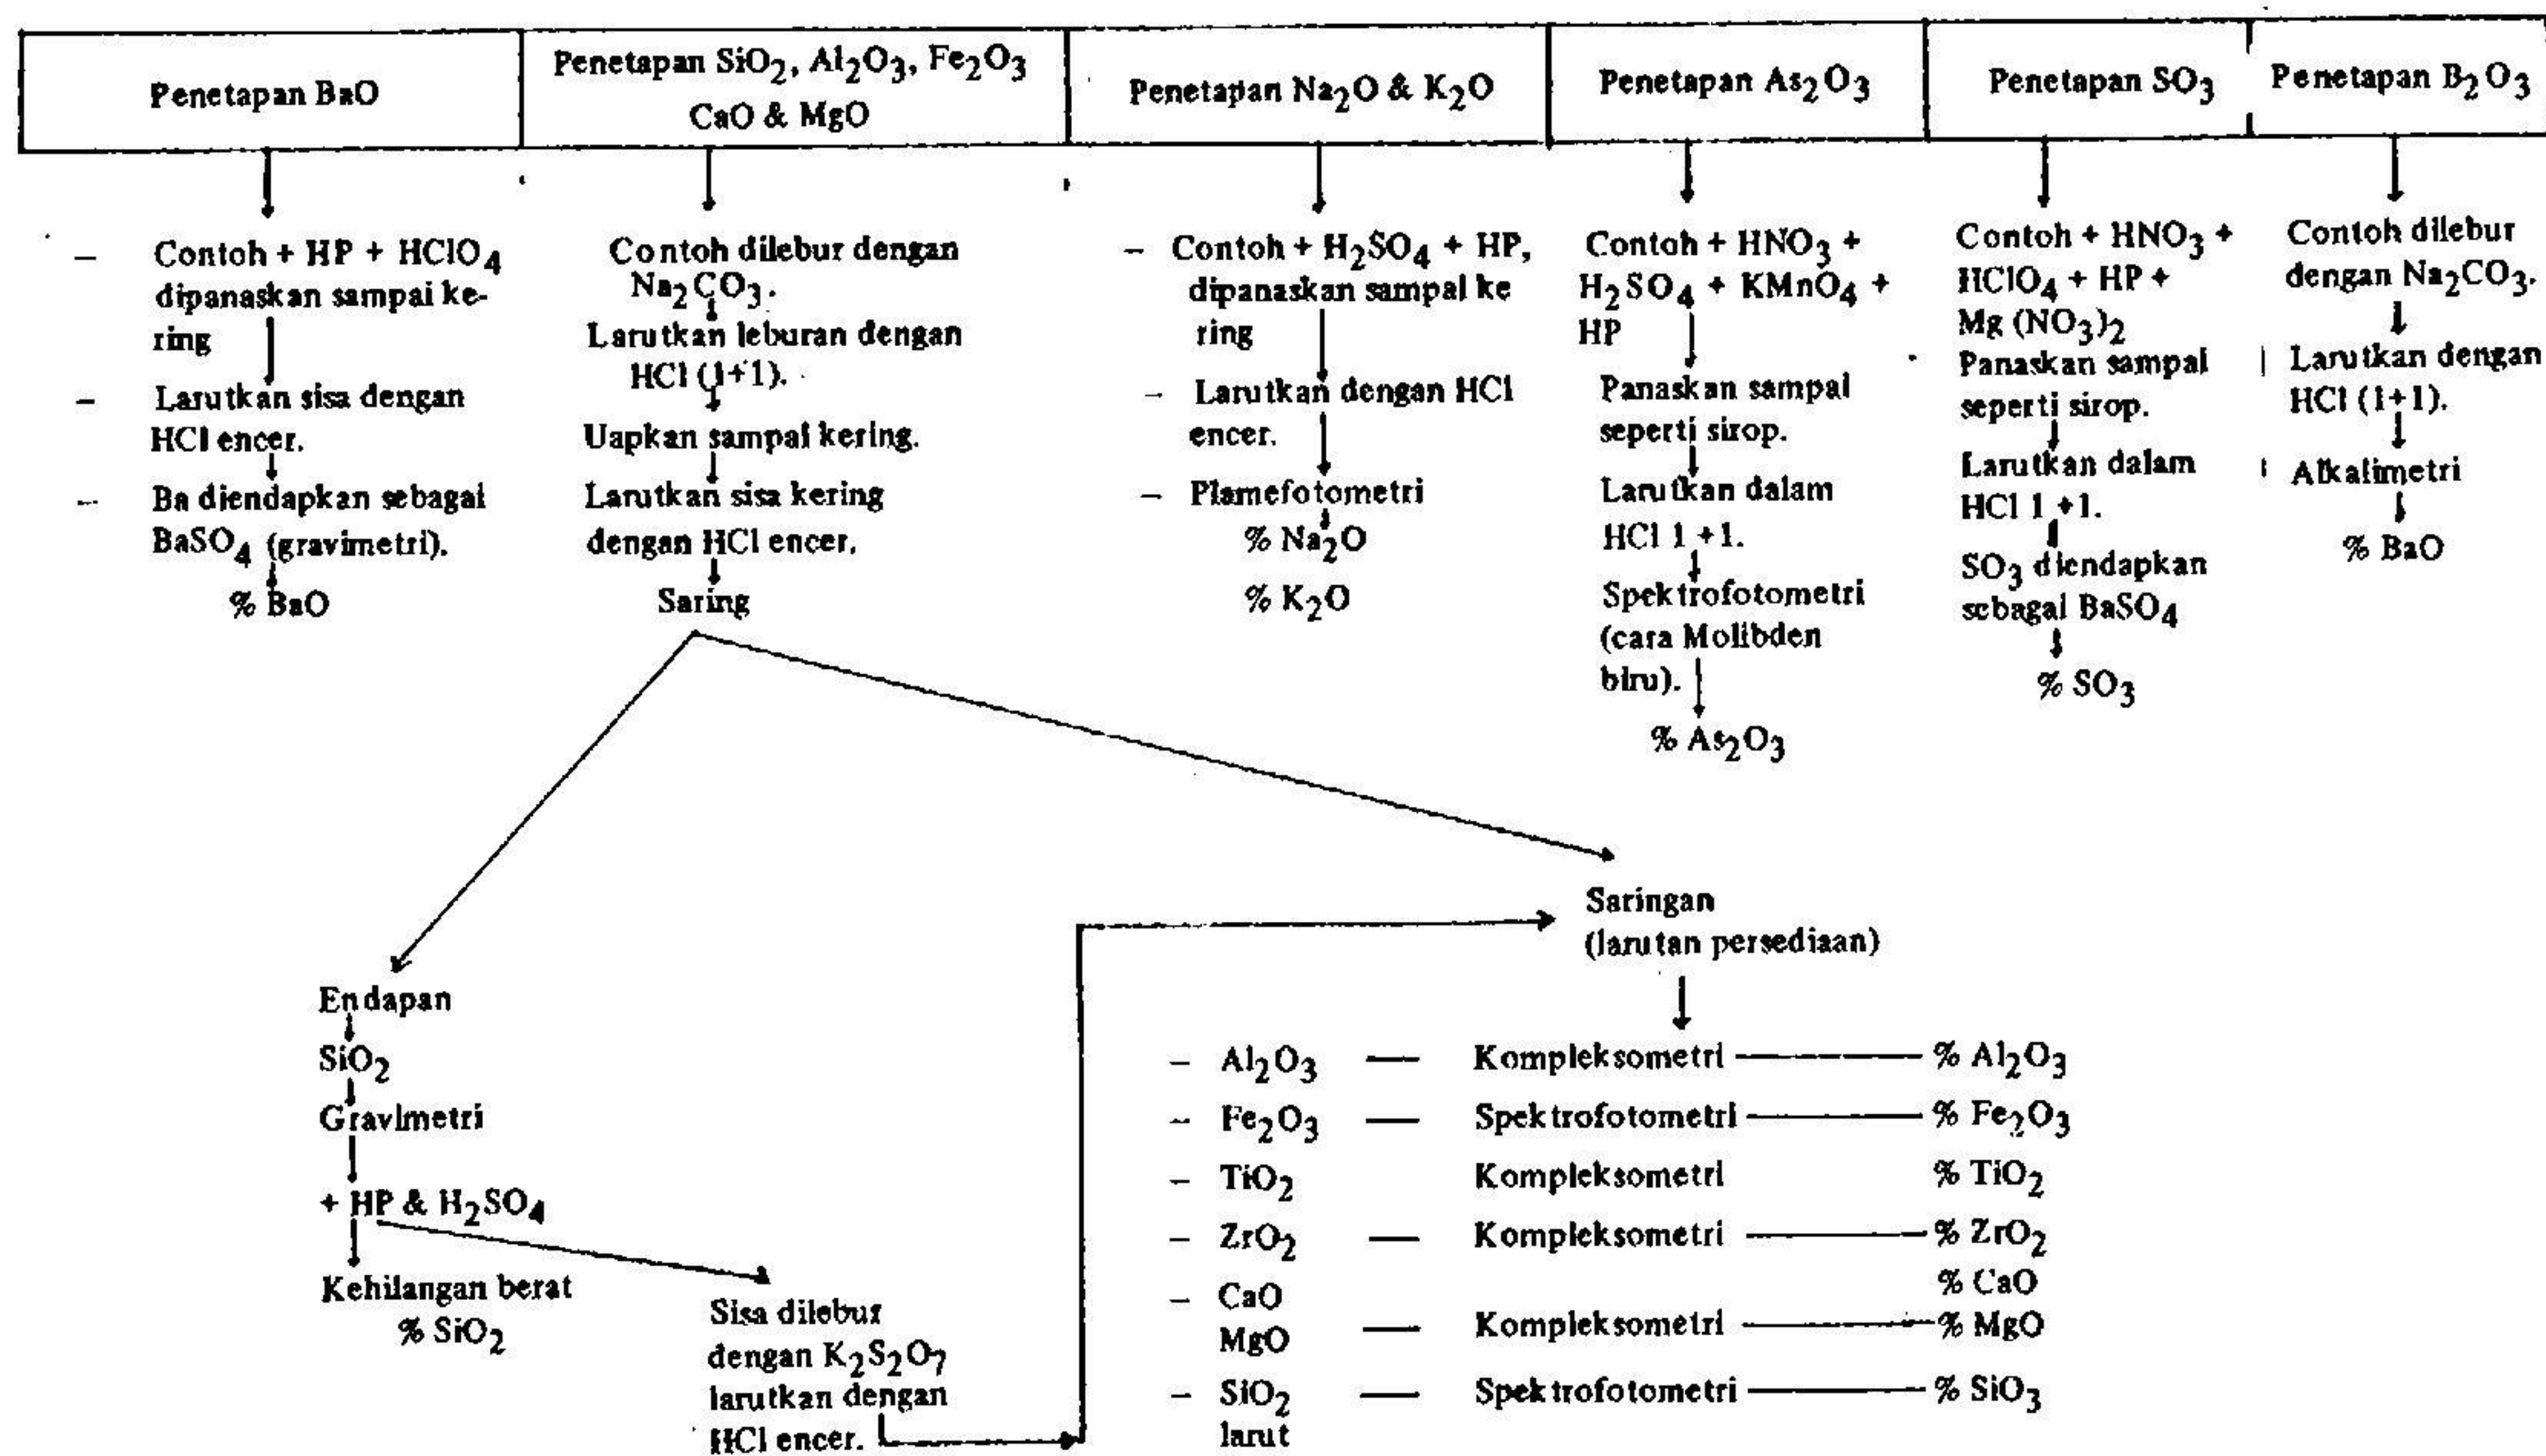 Penetapan BaO
Penetapan SiO2, Al2O3, Fe2O3
CaO & MgO
Penetapan Na2O & K2O
Penetapan As2O3
Penetapan SO3
Penetapan B2O3
– Contoh + HP + HClO4
dipanaskan sampai ke-
ring
– Larutkan sisa dengan
HCl encer.
– Ba diendapkan sebagai
BaSO4 (gravimetri).
% BaO
Contoh dilebur dengan
Na2CO3.
Larutkan leburan dengan
HCl (1+1).
Uapkan sampai kering.
Larutkan sisa kering
dengan HCl encer.
Saring
– Contoh + H2SO4 + HP,
dipanaskan sampai ke
ring
– Larutkan dengan HCl
encer.
– Plamefotometri
% Na2O
% K2O
Contoh + HNO3 +
H2SO4 + KMnO4 +
HP
Panaskan sampai
seperti sirop.
Larutkan dalam
HCl 1 +1.
Spektrofotometri
(cara Molibden
biru).
% As2O3
Contoh + HNO3 +
HClO4 + HP +
Mg (NO3)2
Panaskan sampai
seperti sirop.
Larutkan dalam
HCl 1 +1.
SO3 diendapkan
sebagai BaSO4
% SO3
Contoh dilebur
dengan Na2CO3.
Larutkan dengan
HCl (1+1).
Alkalimetri
% BaO
Endapan
SiO2
Gravimetri
+ HP & H2SO4
Kehilangan berat
% SiO2
Sisa dilebur
dengan K2S2O7
larutkan dengan
HCl encer.
Saringan
(larutan persediaan)
– Al2O3 — Kompleksometri — % Al2O3
– Fe2O3 — Spektrofotometri — % Fe2O3
– TiO2 Kompleksometri % TiO2
– ZrO2 — Kompleksometri — % ZrO2
% CaO
– CaO
MgO — Kompleksometri — % MgO
– SiO2 — Spektrofotometri — % SiO3
larut